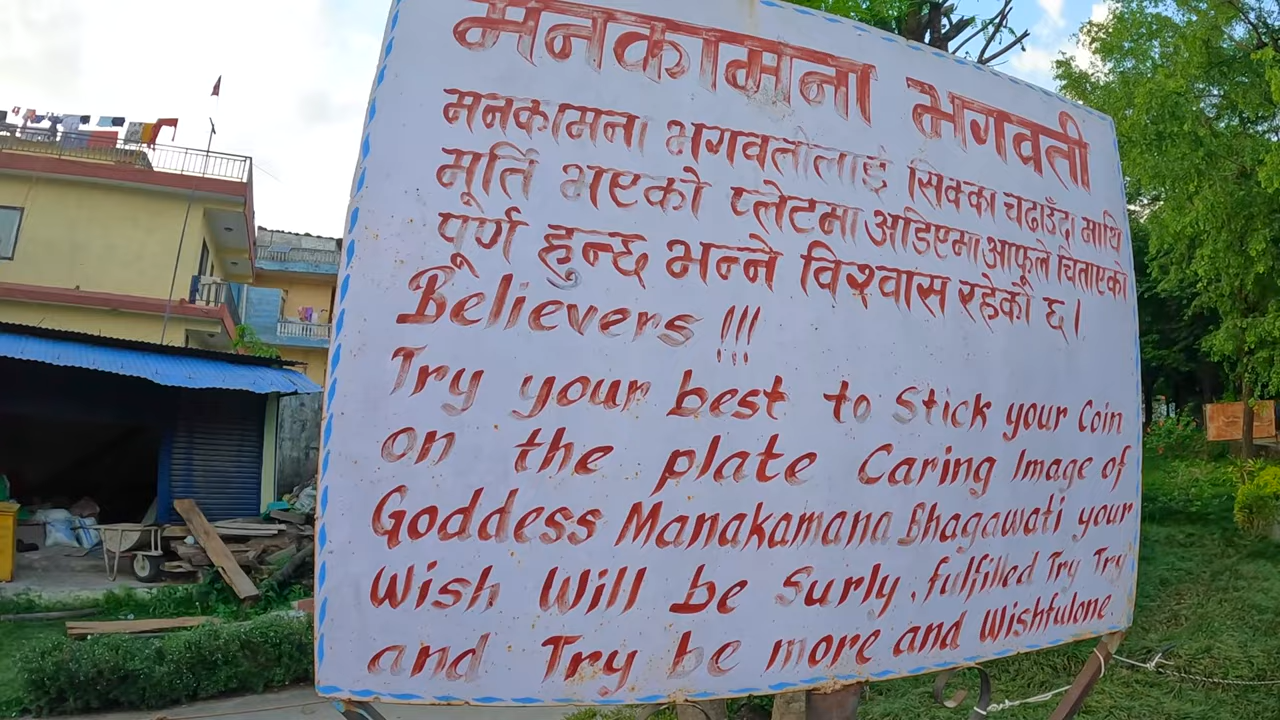 मनकामना भगवती
मनकामना भगवतीलाई सिक्का चढाउँदा माथि
मूर्ति भएको प्लेटमा अडिएमा आफूले चिताएको
पूर्ण हुन्छ भन्ने विश्वास रहेको छ।
Believers !!!
Try your best to Stick your Coin
on the plate Caring Image of
Goddess Manakamana Bhagawati your
Wish Will be Surly, fulfilled Try Try
and Try be more and Wishfulone.